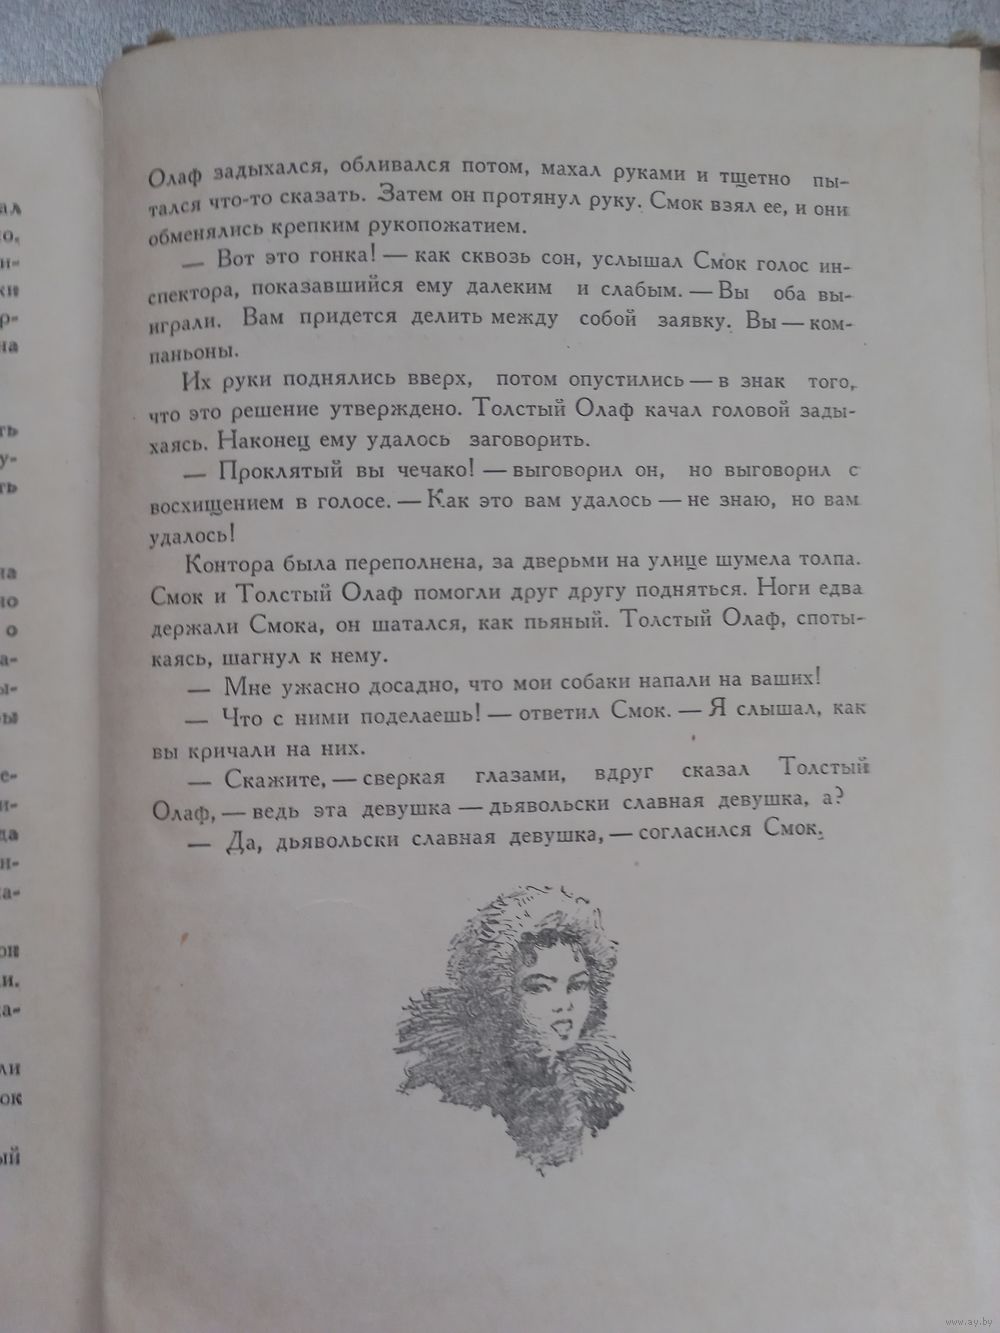 Олаф задыхался, обливался потом, махал руками и тщетно пы-
тался что-то сказать. Затем он протянул руку. Смок взял ее, и они
обменялись крепким рукопожатием.
— Вот это гонка! — как сквозь сон, услышал Смок голос ин-
спектора, показавшийся ему далеким и слабым. — Вы оба вы-
играли. Вам придется делить между собой заявку. Вы — ком-
паньоны.
Их руки поднялись вверх, потом опустились — в знак того,
что это решение утверждено. Толстый Олаф качал головой зады-
хаясь. Наконец ему удалось заговорить.
— Проклятый вы чечако! — выговорил он, но выговорил с
восхищением в голосе. — Как это вам удалось — не знаю, но вам
удалось!
Контора была переполнена, за дверьми на улице шумела толпа.
Смок и Толстый Олаф помогли друг другу подняться. Ноги едва
держали Смока, он шатался, как пьяный. Толстый Олаф, споты-
каясь, шагнул к нему.
— Мне ужасно досадно, что мои собаки напали на ваших!
— Что с ними поделаешь! — ответил Смок. — Я слышал, как
вы кричали на них.
— Скажите, — сверкая глазами, вдруг сказал Толстый
Олаф, — ведь эта девушка — дьявольски славная девушка, а?
— Да, дьявольски славная девушка, — согласился Смок.
www.ay.by